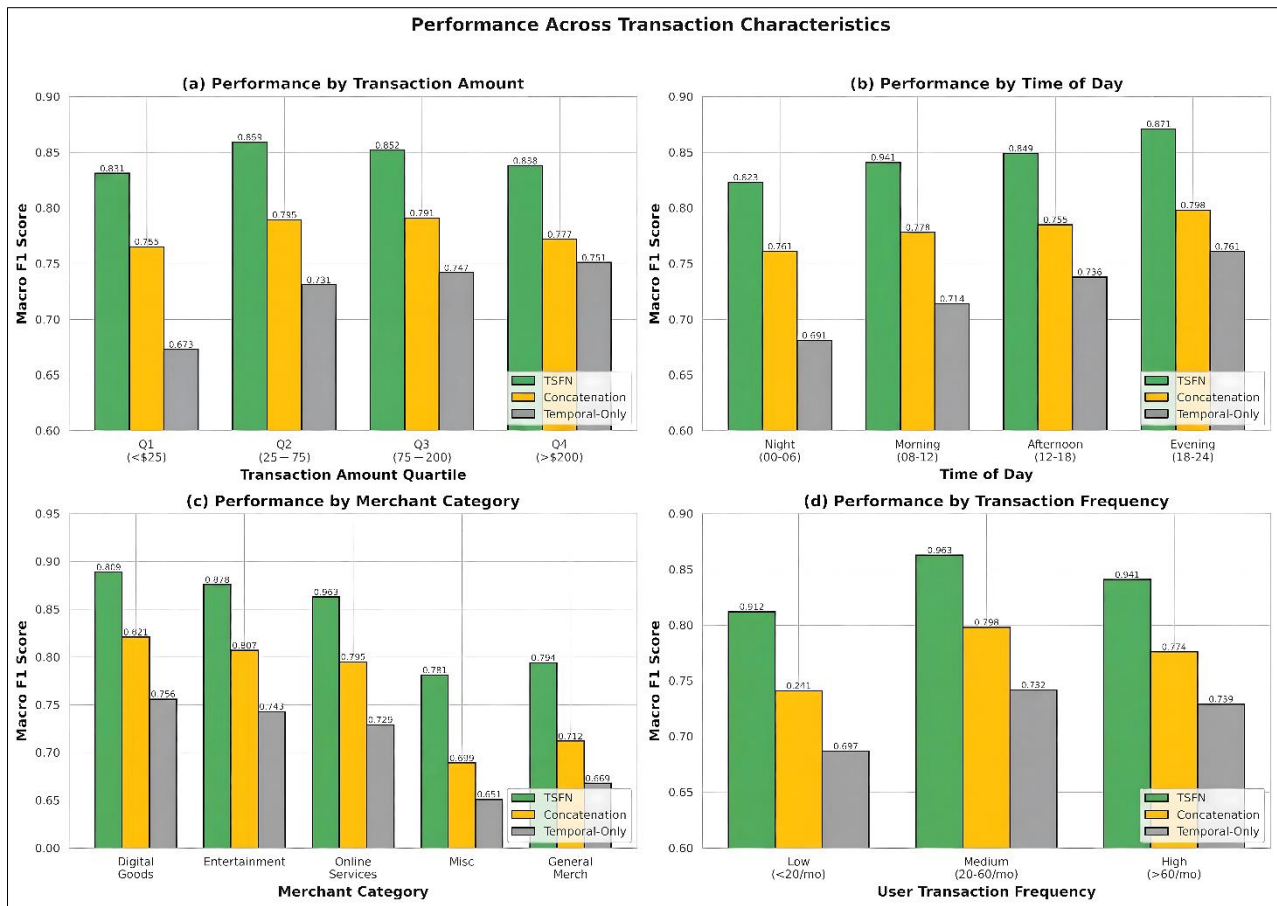 Performance Across Transaction Characteristics
(a) Performance by Transaction Amount
Macro F1 Score
0.90
0.85
0.80
0.75
0.70
0.65
0.60
0.831
0.755
0.673
0.859
0.795
0.731
0.852
0.791
0.747
0.838
0.777
0.751
TSFN
Concatenation
Temporal-Only
Q1
(<$25)
Q2
(25−75)
Q3
(75−200)
Q4
(>$200)
Transaction Amount Quartile
(b) Performance by Time of Day
Macro F1 Score
0.90
0.85
0.80
0.75
0.70
0.65
0.60
0.823
0.761
0.691
0.941
0.778
0.714
0.849
0.755
0.736
0.871
0.798
0.761
TSFN
Concatenation
Temporal-Only
Night
(00-06)
Morning
(08-12)
Afternoon
(12-18)
Evening
(18-24)
Time of Day
(c) Performance by Merchant Category
Macro F1 Score
0.95
0.90
0.85
0.80
0.75
0.70
0.65
0.00
0.809
0.821
0.756
0.878
0.807
0.743
0.963
0.795
0.729
0.781
0.699
0.651
0.794
0.712
0.669
TSFN
Concatenation
Temporal-Only
Digital
Goods
Entertainment
Online
Services
Misc
General
Merch
Merchant Category
(d) Performance by Transaction Frequency
Macro F1 Score
0.90
0.85
0.80
0.75
0.70
0.65
0.60
0.912
0.241
0.697
0.963
0.798
0.732
0.941
0.774
0.739
TSFN
Concatenation
Temporal-Only
Low
(<20/mo)
Medium
(20-60/mo)
High
(>60/mo)
User Transaction Frequency